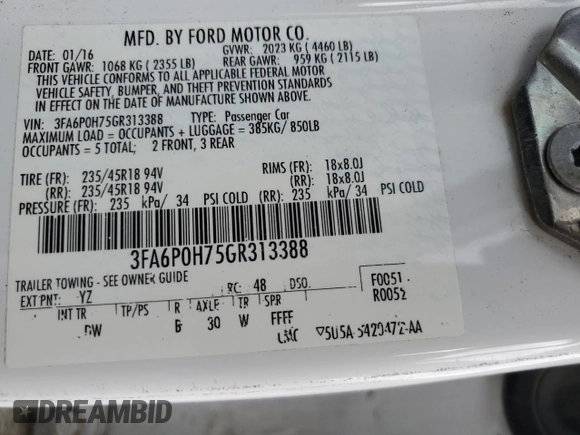 MFD. BY FORD MOTOR CO.
DATE: 01/16 GVWR: 2023 KG ( 4460 LB)
FRONT GAWR: 1068 KG ( 2355 LB) REAR GAWR: 959 KG ( 2115 LB)
THIS VEHICLE CONFORMS TO ALL APPLICABLE FEDERAL MOTOR
VEHICLE SAFETY, BUMPER, AND THEFT PREVENTION STANDARDS
IN EFFECT ON THE DATE OF MANUFACTURE SHOWN ABOVE.
VIN: 3FA6P0H75GR313388 TYPE: Passenger Car
MAXIMUM LOAD = OCCUPANTS + LUGGAGE = 385KG/ 850LB
OCCUPANTS = 5 TOTAL; 2 FRONT, 3 REAR
TIRE (FR): 235/45R18 94V RIMS (FR): 18x8.0J
(RR): 235/45R18 94V (RR): 18x8.0J
PRESSURE (FR): 235 kPa/ 34 PSI COLD (RR): 235 kPa/ 34 PSI COLD
3FA6P0H75GR313388
TRAILER TOWING - SEE OWNER GUIDE
EXT PNT: YZ RC: 48 DSO: F0051
R0052
INT TR TP/PS R AXLE TR SPR
6 30 W FFFF
DREAMBID